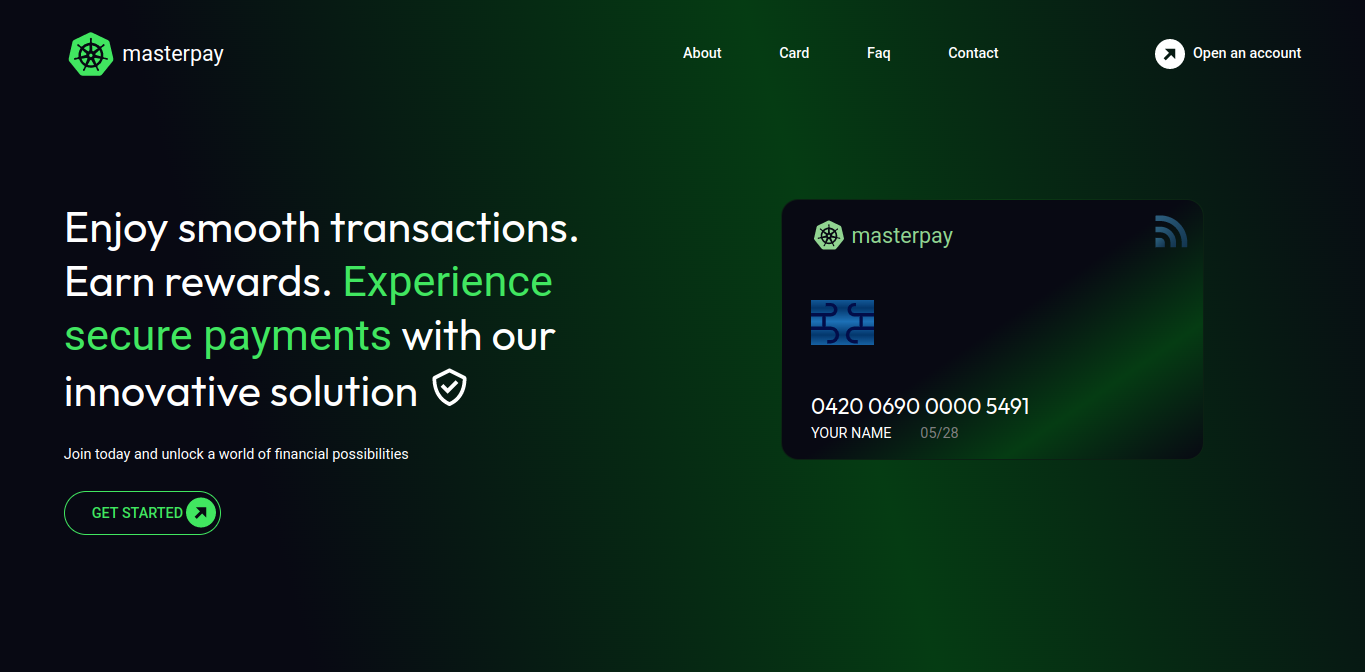 masterpay
About Card Faq Contact
Open an account
Enjoy smooth transactions.
Earn rewards. Experience
secure payments with our
innovative solution
Join today and unlock a world of financial possibilities
GET STARTED
masterpay
0420 0690 0000 5491
YOUR NAME 05/28